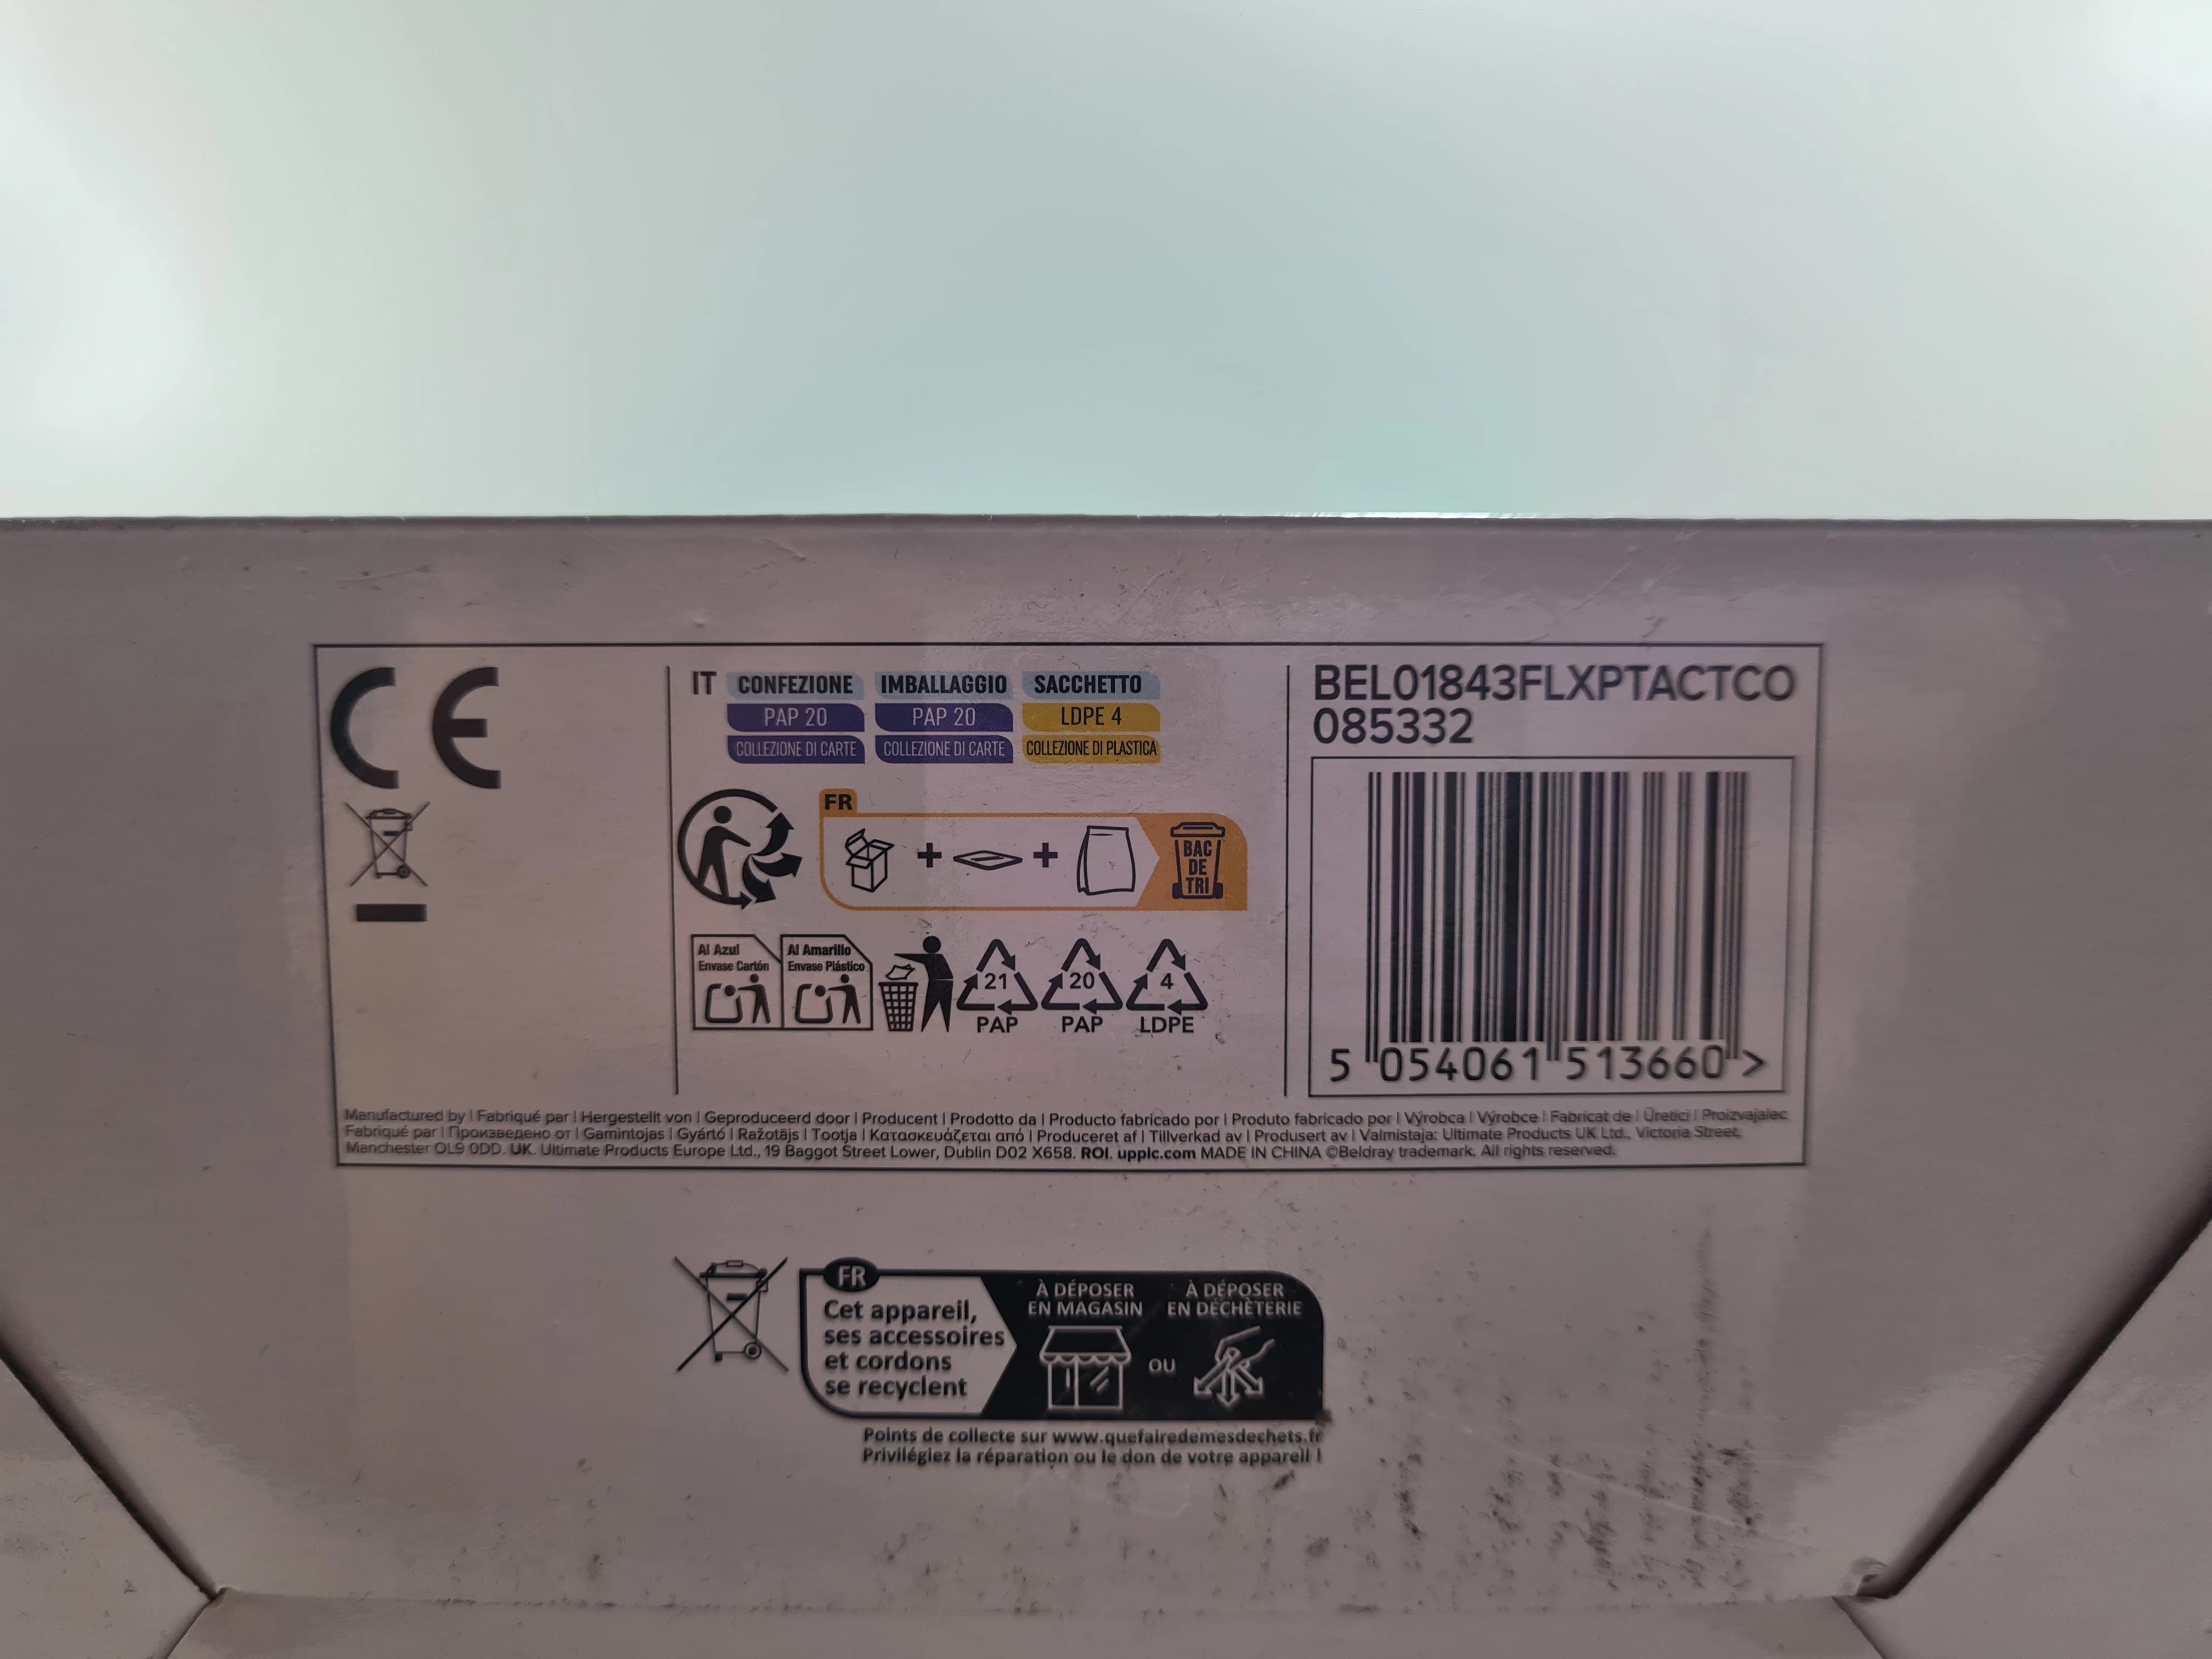 CE
IT CONFEZIONE IMBALLAGGIO SACCHETTO
PAP 20 PAP 20 LDPE 4
COLLEZIONE DI CARTE COLLEZIONE DI CARTE COLLEZIONE DI PLASTICA
FR
BAC
DE
TRI
Al Azul
Envase Cartón
Al Amarillo
Envase Plástico
21
PAP
20
PAP
4
LDPE
BEL01843FLXPTACTCO
085332
5 054061 513660 >
Manufactured by | Fabriqué par | Hergestellt von | Geproduceerd door | Producent | Prodotto da | Producto fabricado por | Produto fabricado por | Výrobca | Výrobce | Fabricat de | Üretici | Proizvajalec
Fabriqué par | Произведено от | Gamintojas | Gyártó | Ražotājs | Tootja | Κατασκευάζεται από | Produceret af | Tillverkad av | Produsert av | Valmistaja: Ultimate Products UK Ltd., Victoria Street,
Manchester OL9 0DD. UK. Ultimate Products Europe Ltd., 19 Baggot Street Lower, Dublin D02 X658. ROI. upplc.com MADE IN CHINA ©Beldray trademark. All rights reserved.
FR
Cet appareil,
ses accessoires
et cordons
se recyclent
À DÉPOSER
EN MAGASIN
OU
À DÉPOSER
EN DÉCHÈTERIE
Points de collecte sur www.quefairedemesdechets.fr
Privilégiez la réparation ou le don de votre appareil !